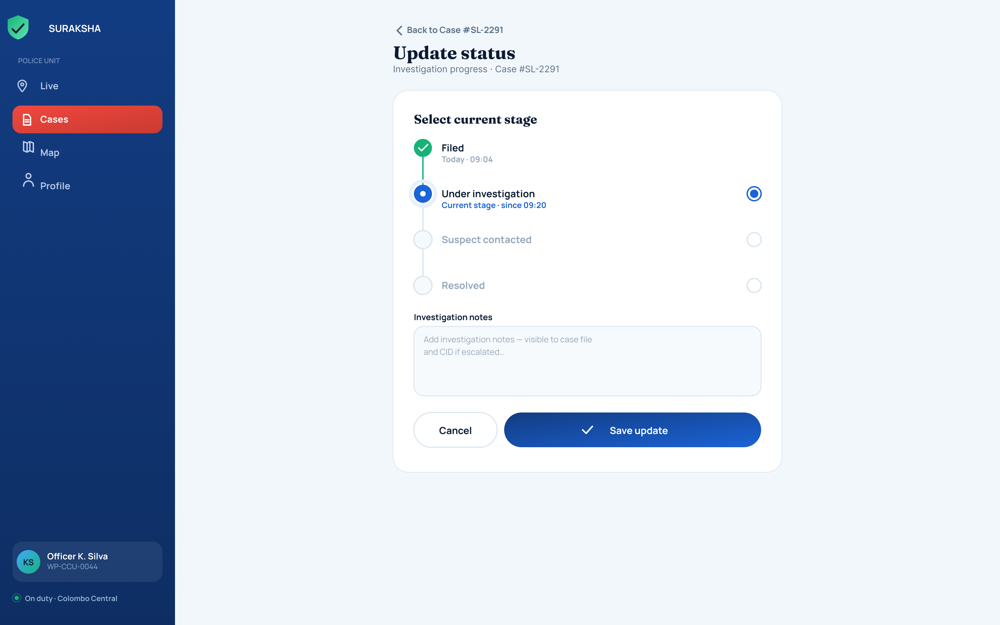 SURAKSHA
POLICE UNIT
Live
Cases
Map
Profile
KS
Officer K. Silva
WP-CCU-0044
On duty · Colombo Central
Back to Case #SL-2291
Update status
Investigation progress · Case #SL-2291
Select current stage
Filed
Today · 09:04
Under investigation
Current stage · since 09:20
Suspect contacted
Resolved
Investigation notes
Add investigation notes — visible to case file
and CID if escalated...
Cancel
Save update